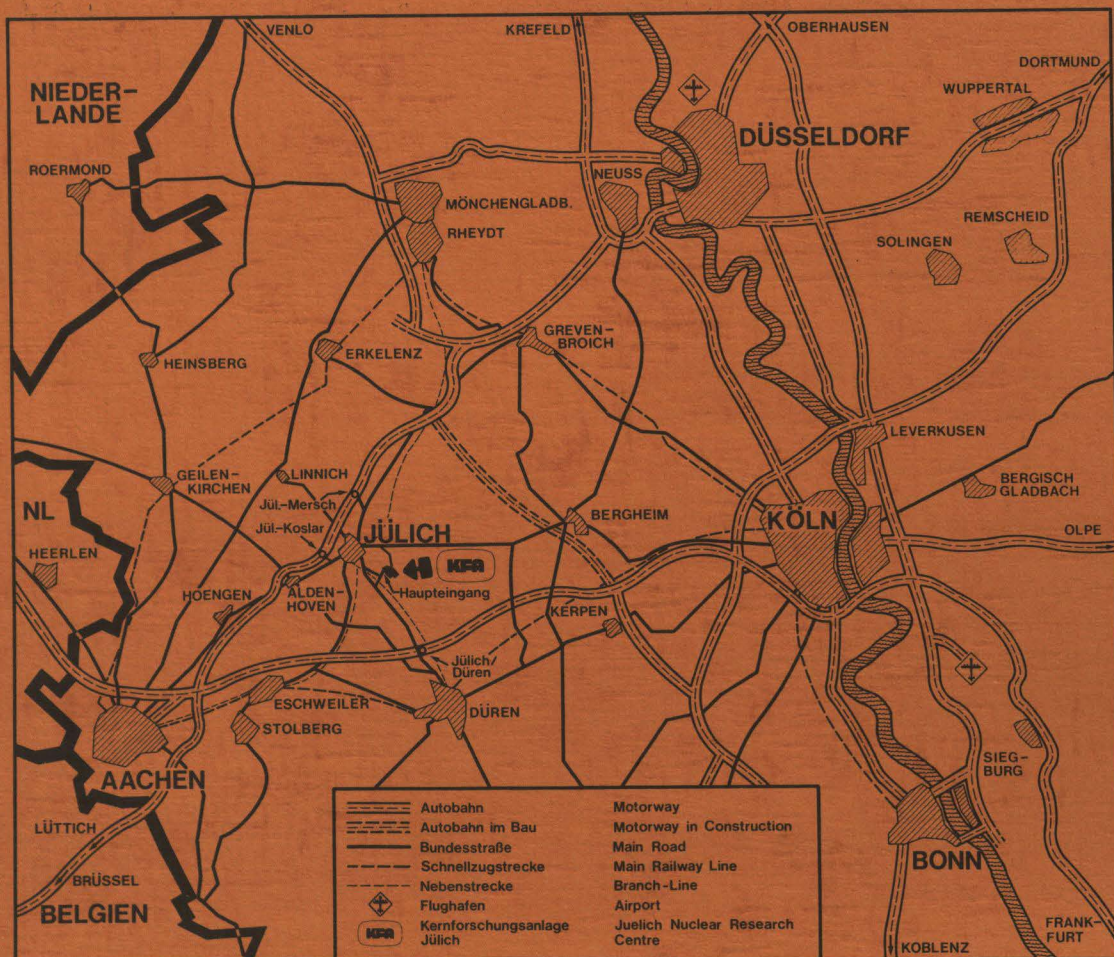 VENLO
KREFELD
OBERHAUSEN
DORTMUND
WUPPERTAL
NIEDER-
LANDE
DÜSSELDORF
ROERMOND
NEUSS
MÖNCHENGLADB.
RHEYDT
REMSCHEID
SOLINGEN
GREVEN-
BROICH
ERKELENZ
HEINSBERG
LEVERKUSEN
GEILEN-
KIRCHEN
LINNICH
Jül.-Mersch
BERGISCH
GLADBACH
NL
Jül.-Koslar
JÜLICH
BERGHEIM
KÖLN
OLPE
HEERLEN
KFA
Haupteingang
HOENGEN
ALDEN-
HOVEN
KERPEN
Jülich/
Düren
ESCHWEILER
DÜREN
STOLBERG
AACHEN
SIEG-
BURG
LÜTTICH
BRÜSSEL
BELGIEN
BONN
FRANK-
FURT
KOBLENZ
Autobahn Motorway
Autobahn im Bau Motorway in Construction
Bundesstraße Main Road
Schnellzugstrecke Main Railway Line
Nebenstrecke Branch-Line
Flughafen Airport
KFA Kernforschungsanlage Juelich Nuclear Research
Jülich Centre